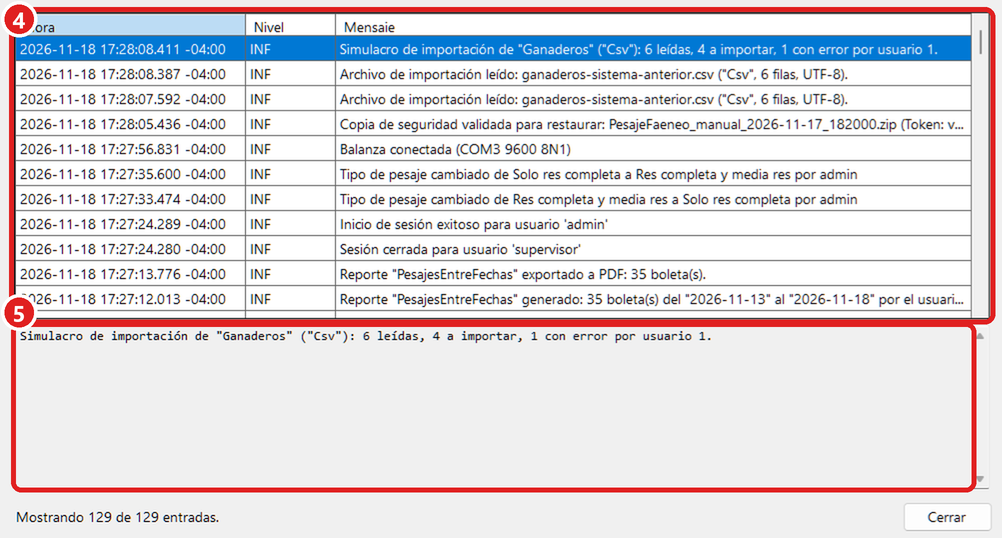 4
ora Nivel Mensaje
2026-11-18 17:28:08.411 -04:00 INF Simulacro de importación de "Ganaderos" ("Csv"): 6 leídas, 4 a importar, 1 con error por usuario 1.
2026-11-18 17:28:08.387 -04:00 INF Archivo de importación leído: ganaderos-sistema-anterior.csv ("Csv", 6 filas, UTF-8).
2026-11-18 17:28:07.592 -04:00 INF Archivo de importación leído: ganaderos-sistema-anterior.csv ("Csv", 6 filas, UTF-8).
2026-11-18 17:28:05.436 -04:00 INF Copia de seguridad validada para restaurar: PesajeFaeneo_manual_2026-11-17_182000.zip (Token: v...
2026-11-18 17:27:56.831 -04:00 INF Balanza conectada (COM3 9600 8N1)
2026-11-18 17:27:35.600 -04:00 INF Tipo de pesaje cambiado de Solo res completa a Res completa y media res por admin
2026-11-18 17:27:33.474 -04:00 INF Tipo de pesaje cambiado de Res completa y media res a Solo res completa por admin
2026-11-18 17:27:24.289 -04:00 INF Inicio de sesión exitoso para usuario 'admin'
2026-11-18 17:27:24.280 -04:00 INF Sesión cerrada para usuario 'supervisor'
2026-11-18 17:27:13.776 -04:00 INF Reporte "PesajesEntreFechas" exportado a PDF: 35 boleta(s).
2026-11-18 17:27:12.013 -04:00 INF Reporte "PesajesEntreFechas" generado: 35 boleta(s) del "2026-11-13" al "2026-11-18" por el usuari...
5
Simulacro de importación de "Ganaderos" ("Csv"): 6 leídas, 4 a importar, 1 con error por usuario 1.
Mostrando 129 de 129 entradas.
Cerrar